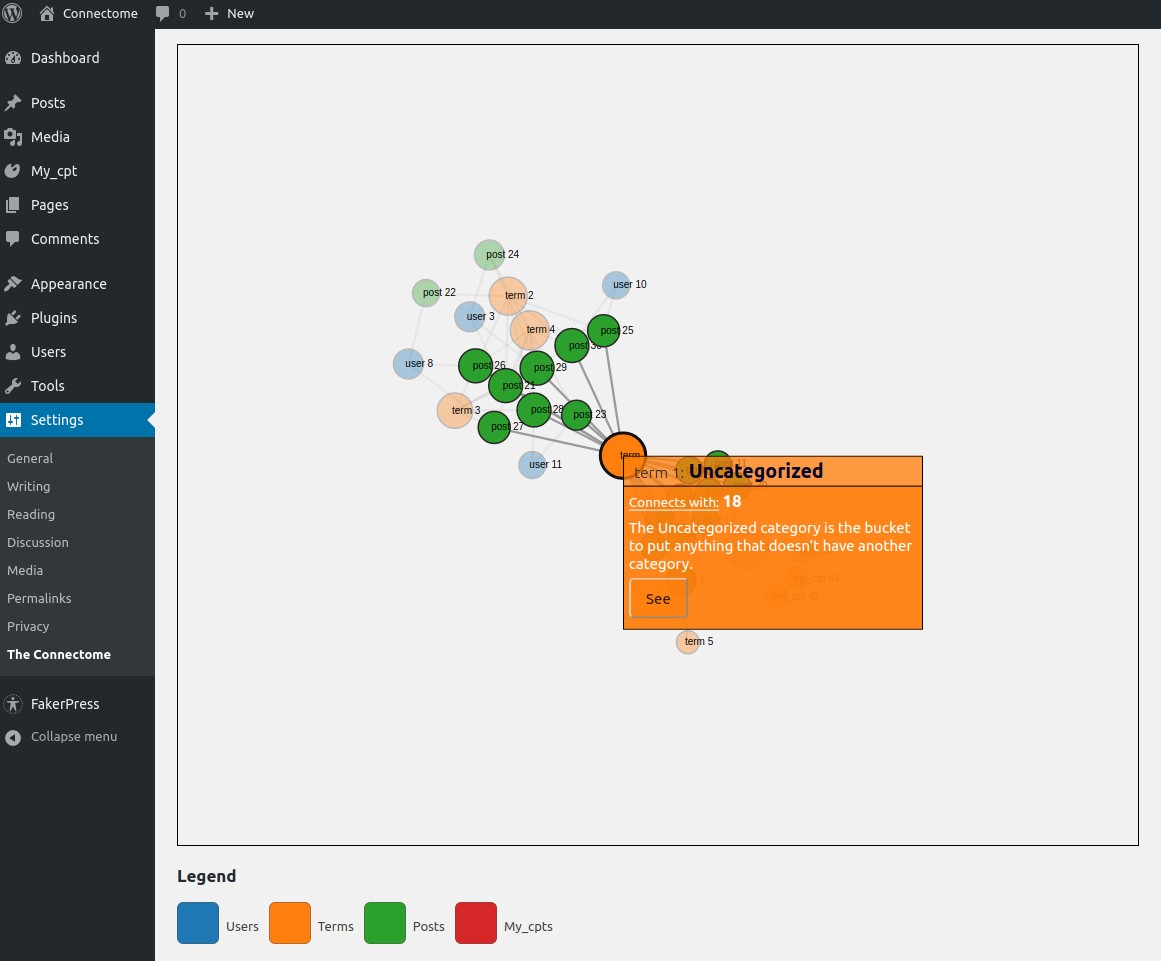 Connectome
0
New
Dashboard
Posts
Media
My_cpt
Pages
Comments
Appearance
Plugins
Users
Tools
Settings
General
Writing
Reading
Discussion
Media
Permalinks
Privacy
The Connectome
FakerPress
Collapse menu
post 24
post 22
term 2
user 10
user 3
term 4
post 25
post
user 8
post 26
post 29
post 21
term 3
post 28
post 23
post 27
term
user 11
term 1: Uncategorized
Connects with: 18
The Uncategorized category is the bucket
to put anything that doesn't have another
category.
my_cpt 44
my_cpt 45
See
term 5
Legend
Users
Terms
Posts
My_cpts